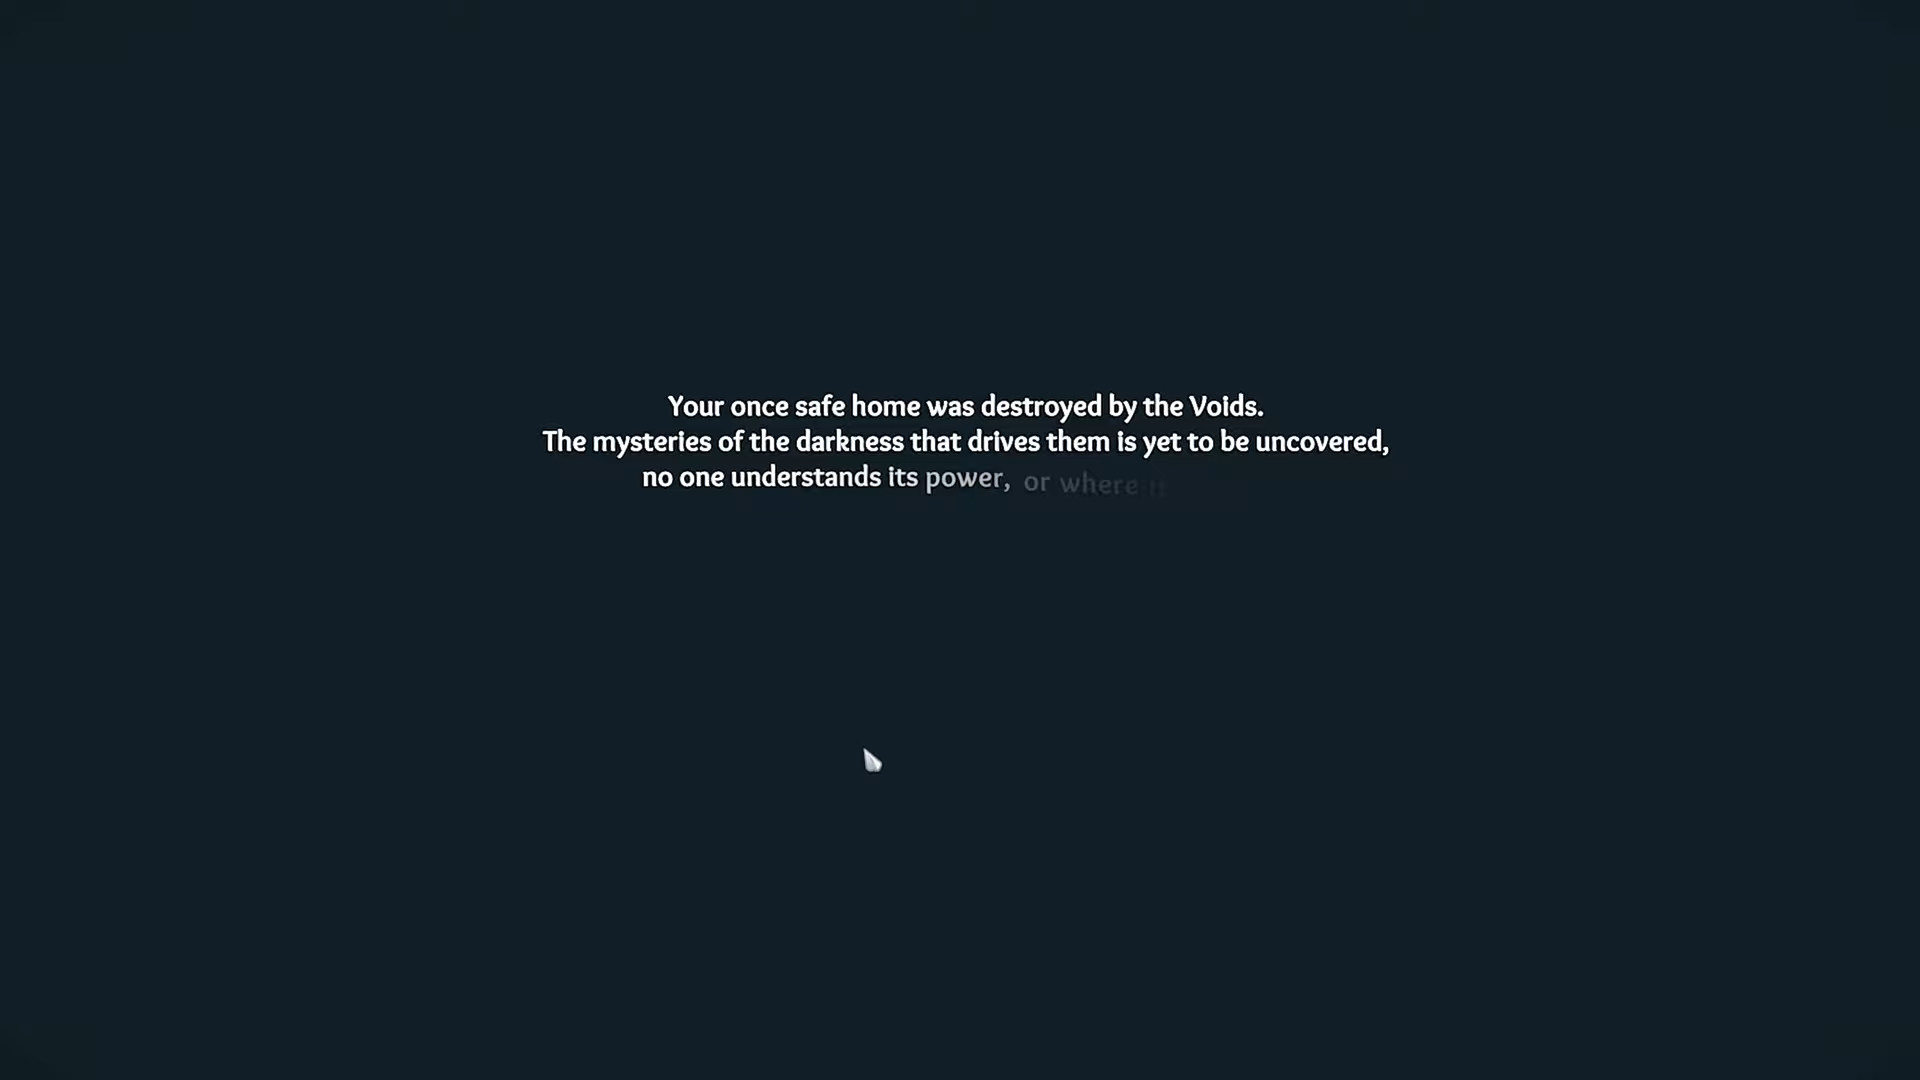 Your once safe home was destroyed by the Voids.
The mysteries of the darkness that drives them is yet to be uncovered,
no one understands its power, or where